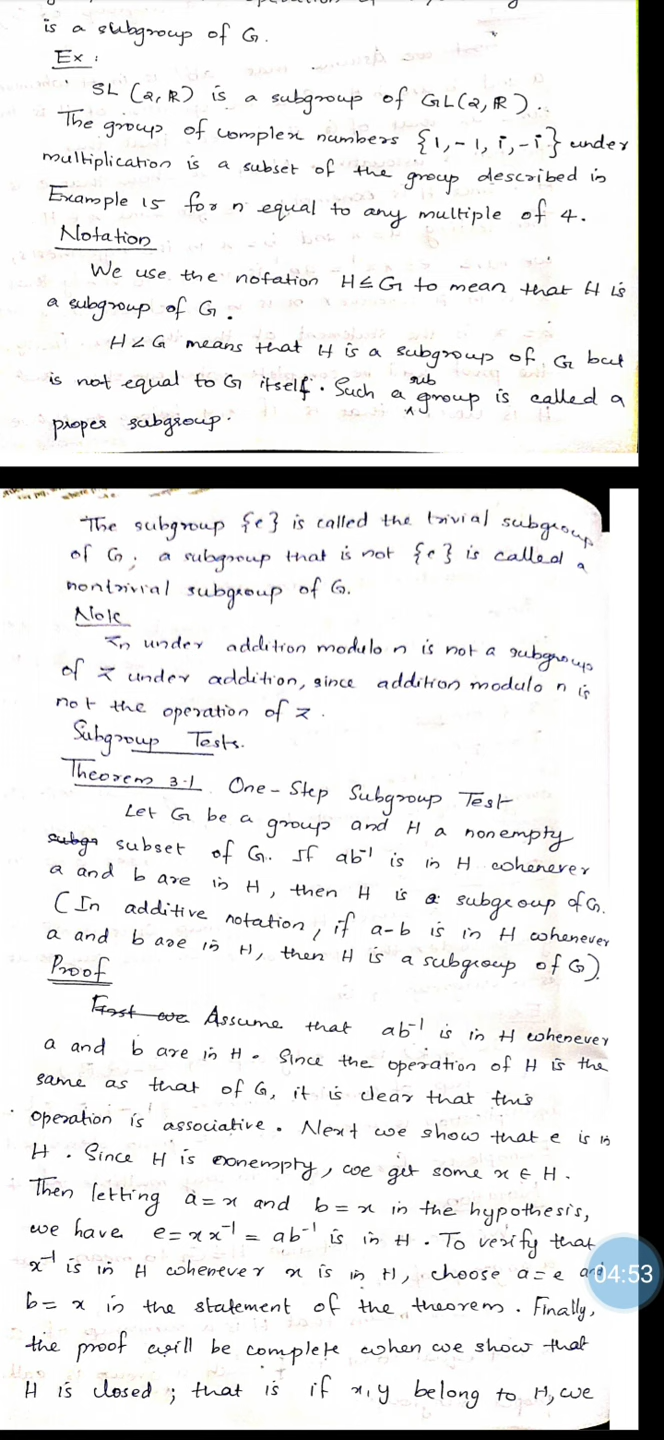 is a subgroup of G.
Ex :
SL (2, R) is a subgroup of GL(2, R).
The group of complex numbers {1, -1, i, -i} under
multiplication is a subset of the group described in
Example 15 for n equal to any multiple of 4.
Notation
We use the notation H ≤ G to mean that H is
a subgroup of G.
H < G means that H is a subgroup of G but
is not equal to G itself. Such a subgroup is called a
proper subgroup.
The subgroup {e} is called the trivial subgroup
of G; a subgroup that is not {e} is called a
nontrivial subgroup of G.
Note
Zn under addition modulo n is not a subgroup
of Z under addition, since addition modulo n is
not the operation of Z.
Subgroup Tests.
Theorem 3.1 One-Step Subgroup Test
Let G be a group and H a nonempty
subset of G. If ab⁻¹ is in H whenever
a and b are in H, then H is a subgroup of G.
(In additive notation, if a-b is in H whenever
a and b are in H, then H is a subgroup of G)
Proof
First we Assume that ab⁻¹ is in H whenever
a and b are in H. Since the operation of H is the
same as that of G, it is clear that this
operation is associative. Next we show that e is in
H. Since H is nonempty, we get some x ∈ H.
Then letting a = x and b = x in the hypothesis,
we have e = xx⁻¹ = ab⁻¹ is in H. To verify that
x⁻¹ is in H whenever x is in H, choose a = e and
04:53
b = x in the statement of the theorem. Finally,
the proof will be complete when we show that
H is closed; that is if x, y belong to H, we